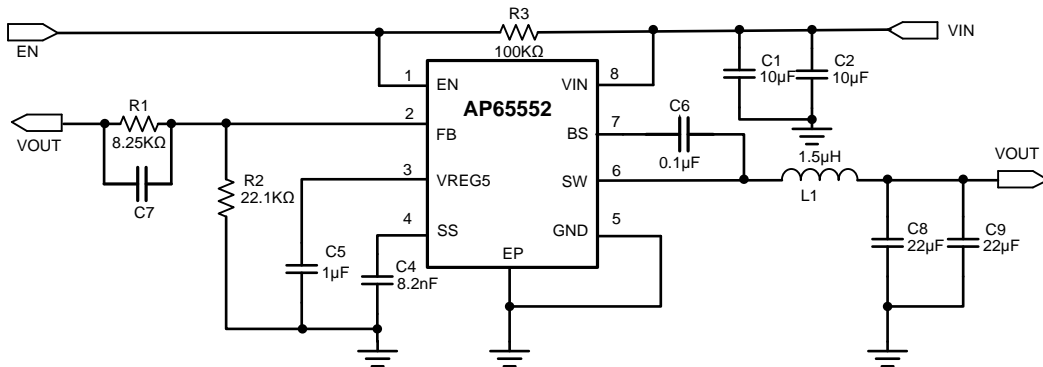 R3
EN
100KΩ
VIN
C1
10µF
C2
10µF
1
EN
VIN
8
AP65552
R1
8.25KΩ
VOUT
C7
2
FB
BS
7
C6
0.1µF
R2
22.1KΩ
3
VREG5
SW
6
1.5µH
L1
VOUT
4
SS
GND
5
EP
C5
1µF
C4
8.2nF
C8
22µF
C9
22µF